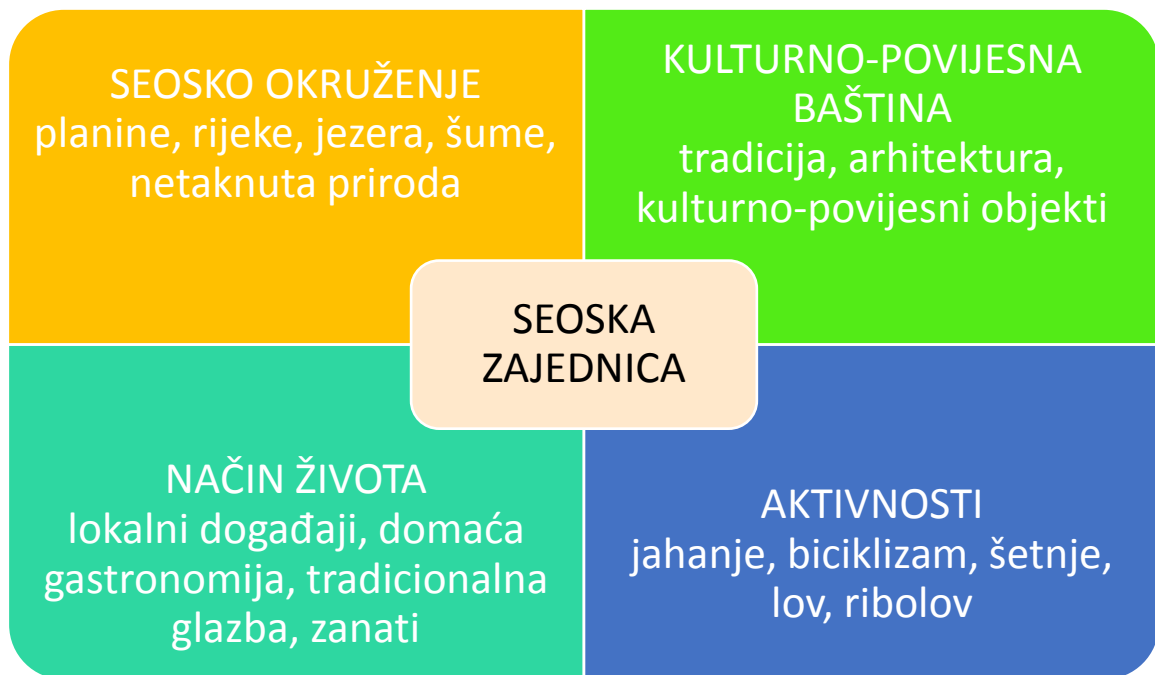 SEOSKO OKRUŽENJE
planine, rijeke, jezera, šume,
netaknuta priroda
KULTURNO-POVIJESNA
BAŠTINA
tradicija, arhitektura,
kulturno-povijesni objekti
SEOSKA
ZAJEDNICA
NAČIN ŽIVOTA
lokalni događaji, domaća
gastronomija, tradicionalna
glazba, zanati
AKTIVNOSTI
jahanje, biciklizam, šetnje,
lov, ribolov